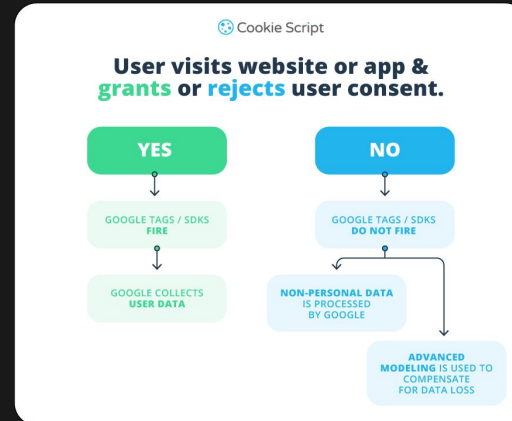 Cookie Script
User visits website or app &
grants or rejects user consent.
YES
GOOGLE TAGS / SDKS
FIRE
GOOGLE COLLECTS
USER DATA
NO
GOOGLE TAGS / SDKS
DO NOT FIRE
NON-PERSONAL DATA
IS PROCESSED
BY GOOGLE
ADVANCED
MODELING IS USED TO
COMPENSATE
FOR DATA LOSS